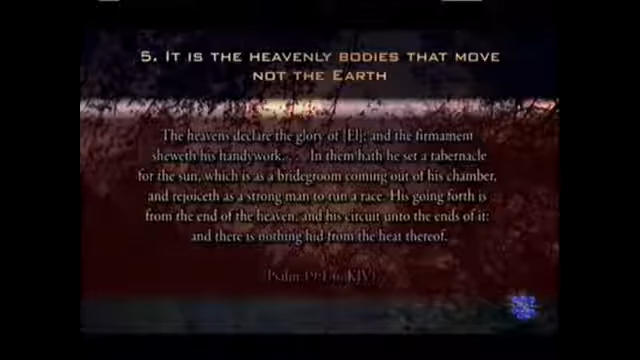 5. IT IS THE HEAVENLY BODIES THAT MOVE
NOT THE EARTH
The heavens declare the glory of [El]; and the firmament
sheweth his handywork. . . In them hath he set a tabernacle
for the sun, which is as a bridegroom coming out of his chamber,
and rejoiceth as a strong man to run a race. His going forth is
from the end of the heaven, and his circuit unto the ends of it:
and there is nothing hid from the heat thereof.
(Psalm 19:1-6, KJV)